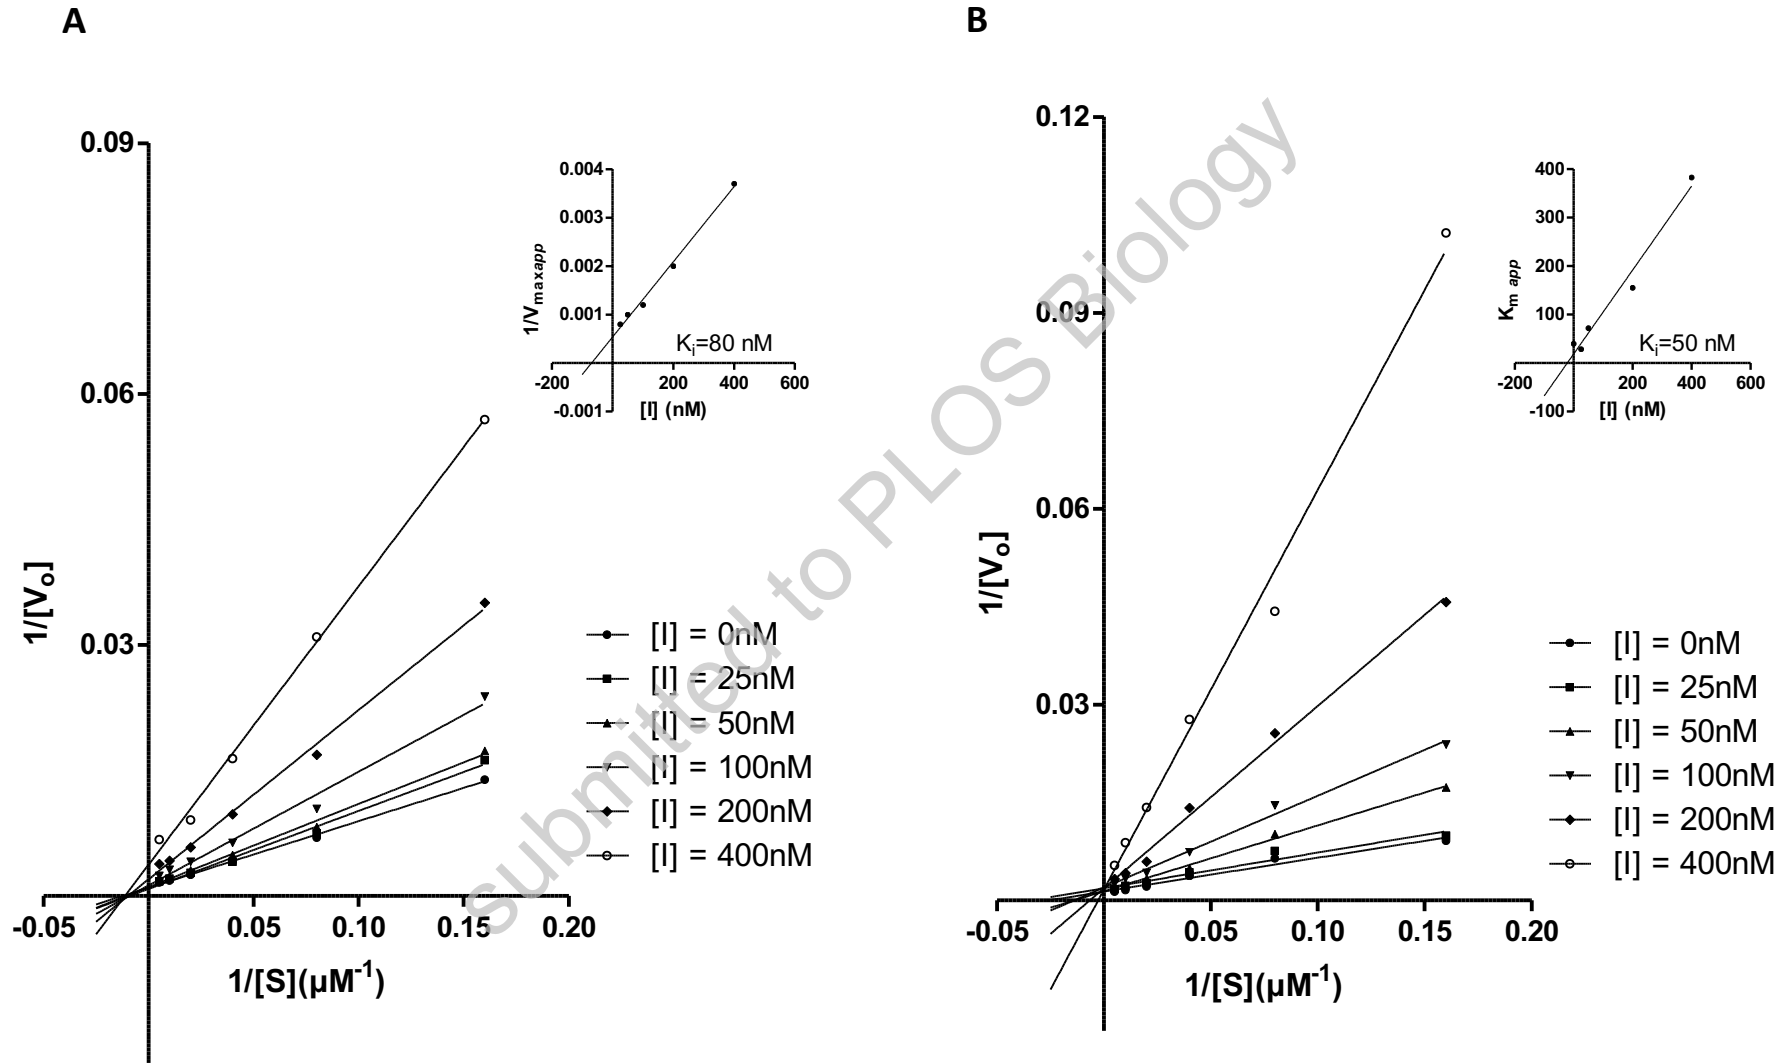 A
0.09
0.06
0.03
-0.05
0.05
0.10
0.15
0.20
1/[Vo]
1/[S](µM-1)
0.004
0.003
0.002
0.001
-0.001
-200
200
400
600
1/Vmaxapp
[I] (nM)
Ki=80 nM
[I] = 0nM
[I] = 25nM
[I] = 50nM
[I] = 100nM
[I] = 200nM
[I] = 400nM
B
0.12
0.09
0.06
0.03
-0.05
0.05
0.10
0.15
0.20
1/[Vo]
1/[S](µM-1)
400
300
200
100
-100
-200
200
400
600
Km app
[I] (nM)
Ki=50 nM
[I] = 0nM
[I] = 25nM
[I] = 50nM
[I] = 100nM
[I] = 200nM
[I] = 400nM
submitted to PLOS Biology